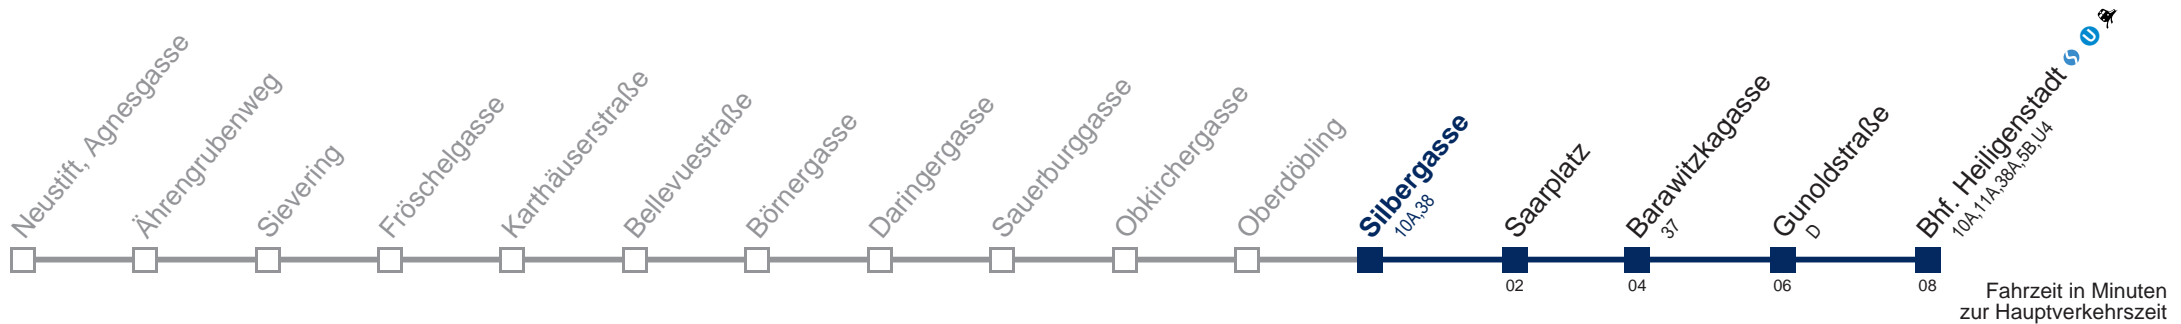 Neustift, Agnesgasse
Ährengrubenweg
Sievering
Fröschelgasse
Karthäuserstraße
Bellevuestraße
Börnergasse
Daringergasse
Sauerburggasse
Obkirchergasse
Oberdöbling
Silbergasse
10A,38
Saarplatz
Barawitzkagasse
37
Gunoldstraße
D
Bhf. Heiligenstadt
U
10A,11A,38A,5B,U4
02
04
06
08
Fahrzeit in Minuten
zur Hauptverkehrszeit